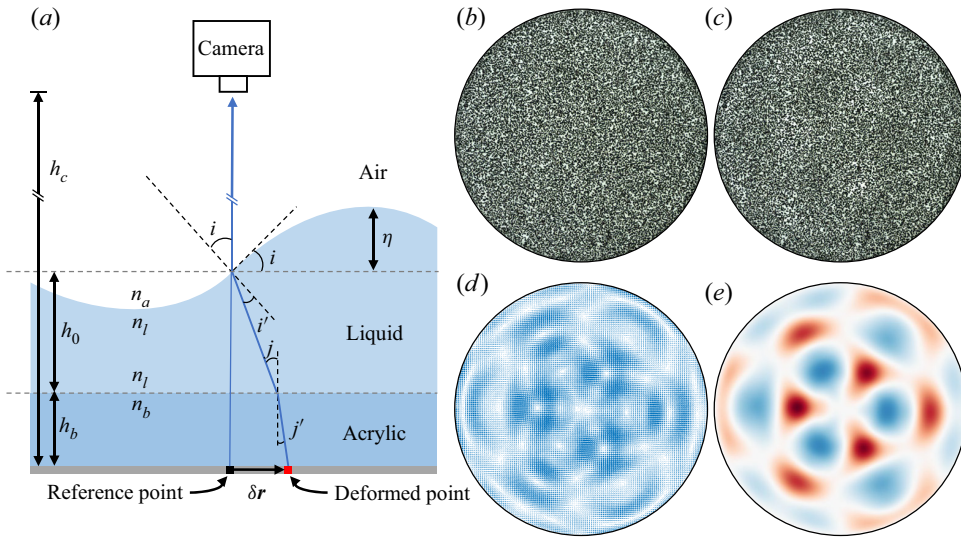 (a)
Camera
(b)
(c)
h_c
Air
i
η
i
n_a
n_l
h_0
i′
j
Liquid
n_l
n_b
h_b
j′
Acrylic
Reference point
δr
Deformed point
(d)
(e)